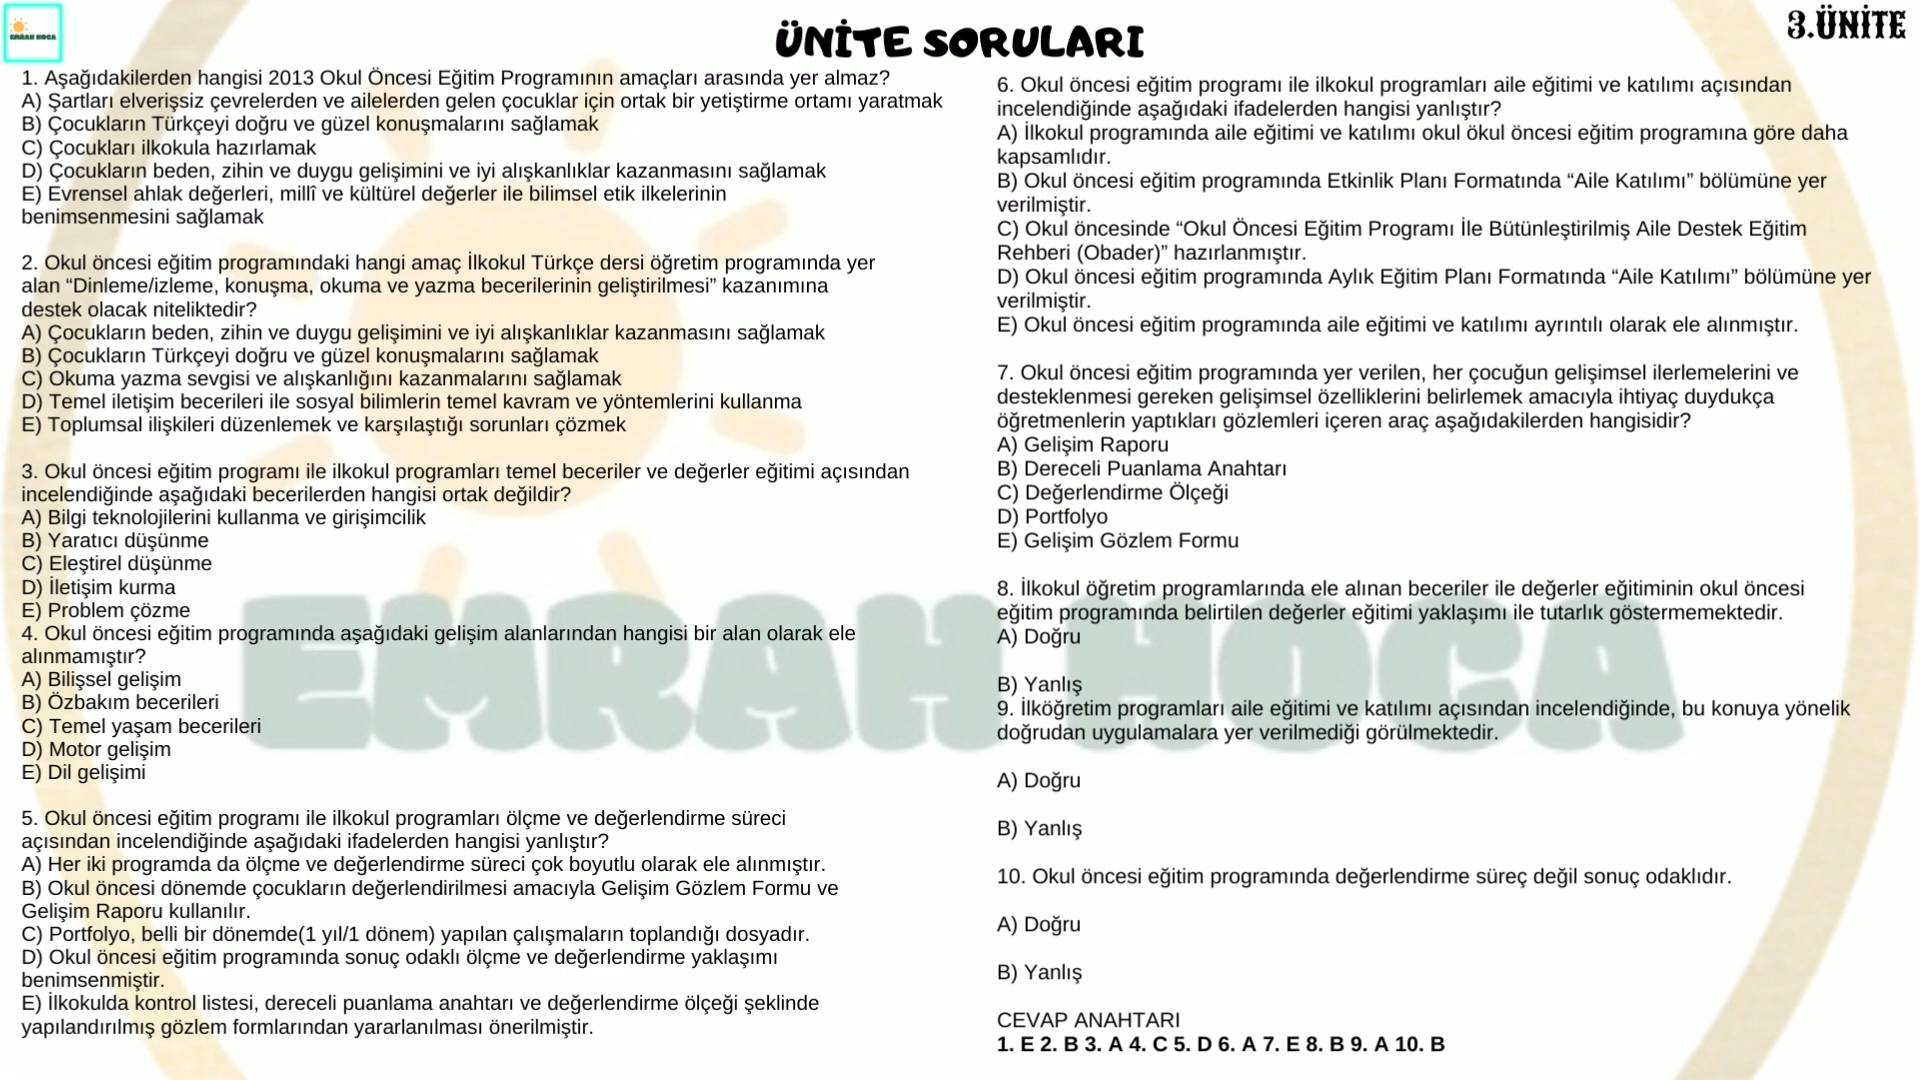 EMRAH HOCA
ÜNİTE SORULARI
3.ÜNİTE
1. Aşağıdakilerden hangisi 2013 Okul Öncesi Eğitim Programının amaçları arasında yer almaz?
A) Şartları elverişsiz çevrelerden ve ailelerden gelen çocuklar için ortak bir yetiştirme ortamı yaratmak
B) Çocukların Türkçeyi doğru ve güzel konuşmalarını sağlamak
C) Çocukları ilkokula hazırlamak
D) Çocukların beden, zihin ve duygu gelişimini ve iyi alışkanlıklar kazanmasını sağlamak
E) Evrensel ahlak değerleri, millî ve kültürel değerler ile bilimsel etik ilkelerinin
benimsenmesini sağlamak
2. Okul öncesi eğitim programındaki hangi amaç İlkokul Türkçe dersi öğretim programında yer
alan “Dinleme/izleme, konuşma, okuma ve yazma becerilerinin geliştirilmesi” kazanımına
destek olacak niteliktedir?
A) Çocukların beden, zihin ve duygu gelişimini ve iyi alışkanlıklar kazanmasını sağlamak
B) Çocukların Türkçeyi doğru ve güzel konuşmalarını sağlamak
C) Okuma yazma sevgisi ve alışkanlığını kazanmalarını sağlamak
D) Temel iletişim becerileri ile sosyal bilimlerin temel kavram ve yöntemlerini kullanma
E) Toplumsal ilişkileri düzenlemek ve karşılaştığı sorunları çözmek
3. Okul öncesi eğitim programı ile ilkokul programları temel beceriler ve değerler eğitimi açısından
incelendiğinde aşağıdaki becerilerden hangisi ortak değildir?
A) Bilgi teknolojilerini kullanma ve girişimcilik
B) Yaratıcı düşünme
C) Eleştirel düşünme
D) İletişim kurma
E) Problem çözme
4. Okul öncesi eğitim programında aşağıdaki gelişim alanlarından hangisi bir alan olarak ele
alınmamıştır?
A) Bilişsel gelişim
B) Özbakım becerileri
C) Temel yaşam becerileri
D) Motor gelişim
E) Dil gelişimi
5. Okul öncesi eğitim programı ile ilkokul programları ölçme ve değerlendirme süreci
açısından incelendiğinde aşağıdaki ifadelerden hangisi yanlıştır?
A) Her iki programda da ölçme ve değerlendirme süreci çok boyutlu olarak ele alınmıştır.
B) Okul öncesi dönemde çocukların değerlendirilmesi amacıyla Gelişim Gözlem Formu ve
Gelişim Raporu kullanılır.
C) Portfolyo, belli bir dönemde(1 yıl/1 dönem) yapılan çalışmaların toplandığı dosyadır.
D) Okul öncesi eğitim programında sonuç odaklı ölçme ve değerlendirme yaklaşımı
benimsenmiştir.
E) İlkokulda kontrol listesi, dereceli puanlama anahtarı ve değerlendirme ölçeği şeklinde
yapılandırılmış gözlem formlarından yararlanılması önerilmiştir.
6. Okul öncesi eğitim programı ile ilkokul programları aile eğitimi ve katılımı açısından
incelendiğinde aşağıdaki ifadelerden hangisi yanlıştır?
A) İlkokul programında aile eğitimi ve katılımı okul ökul öncesi eğitim programına göre daha
kapsamlıdır.
B) Okul öncesi eğitim programında Etkinlik Planı Formatında “Aile Katılımı” bölümüne yer
verilmiştir.
C) Okul öncesinde “Okul Öncesi Eğitim Programı İle Bütünleştirilmiş Aile Destek Eğitim
Rehberi (Obader)” hazırlanmıştır.
D) Okul öncesi eğitim programında Aylık Eğitim Planı Formatında “Aile Katılımı” bölümüne yer
verilmiştir.
E) Okul öncesi eğitim programında aile eğitimi ve katılımı ayrıntılı olarak ele alınmıştır.
7. Okul öncesi eğitim programında yer verilen, her çocuğun gelişimsel ilerlemelerini ve
desteklenmesi gereken gelişimsel özelliklerini belirlemek amacıyla ihtiyaç duydukça
öğretmenlerin yaptıkları gözlemleri içeren araç aşağıdakilerden hangisidir?
A) Gelişim Raporu
B) Dereceli Puanlama Anahtarı
C) Değerlendirme Ölçeği
D) Portfolyo
E) Gelişim Gözlem Formu
8. İlkokul öğretim programlarında ele alınan beceriler ile değerler eğitiminin okul öncesi
eğitim programında belirtilen değerler eğitimi yaklaşımı ile tutarlık göstermemektedir.
A) Doğru
B) Yanlış
9. İlköğretim programları aile eğitimi ve katılımı açısından incelendiğinde, bu konuya yönelik
doğrudan uygulamalara yer verilmediği görülmektedir.
A) Doğru
B) Yanlış
10. Okul öncesi eğitim programında değerlendirme süreç değil sonuç odaklıdır.
A) Doğru
B) Yanlış
CEVAP ANAHTARI
1. E 2. B 3. A 4. C 5. D 6. A 7. E 8. B 9. A 10. B
EMRAH HOCA